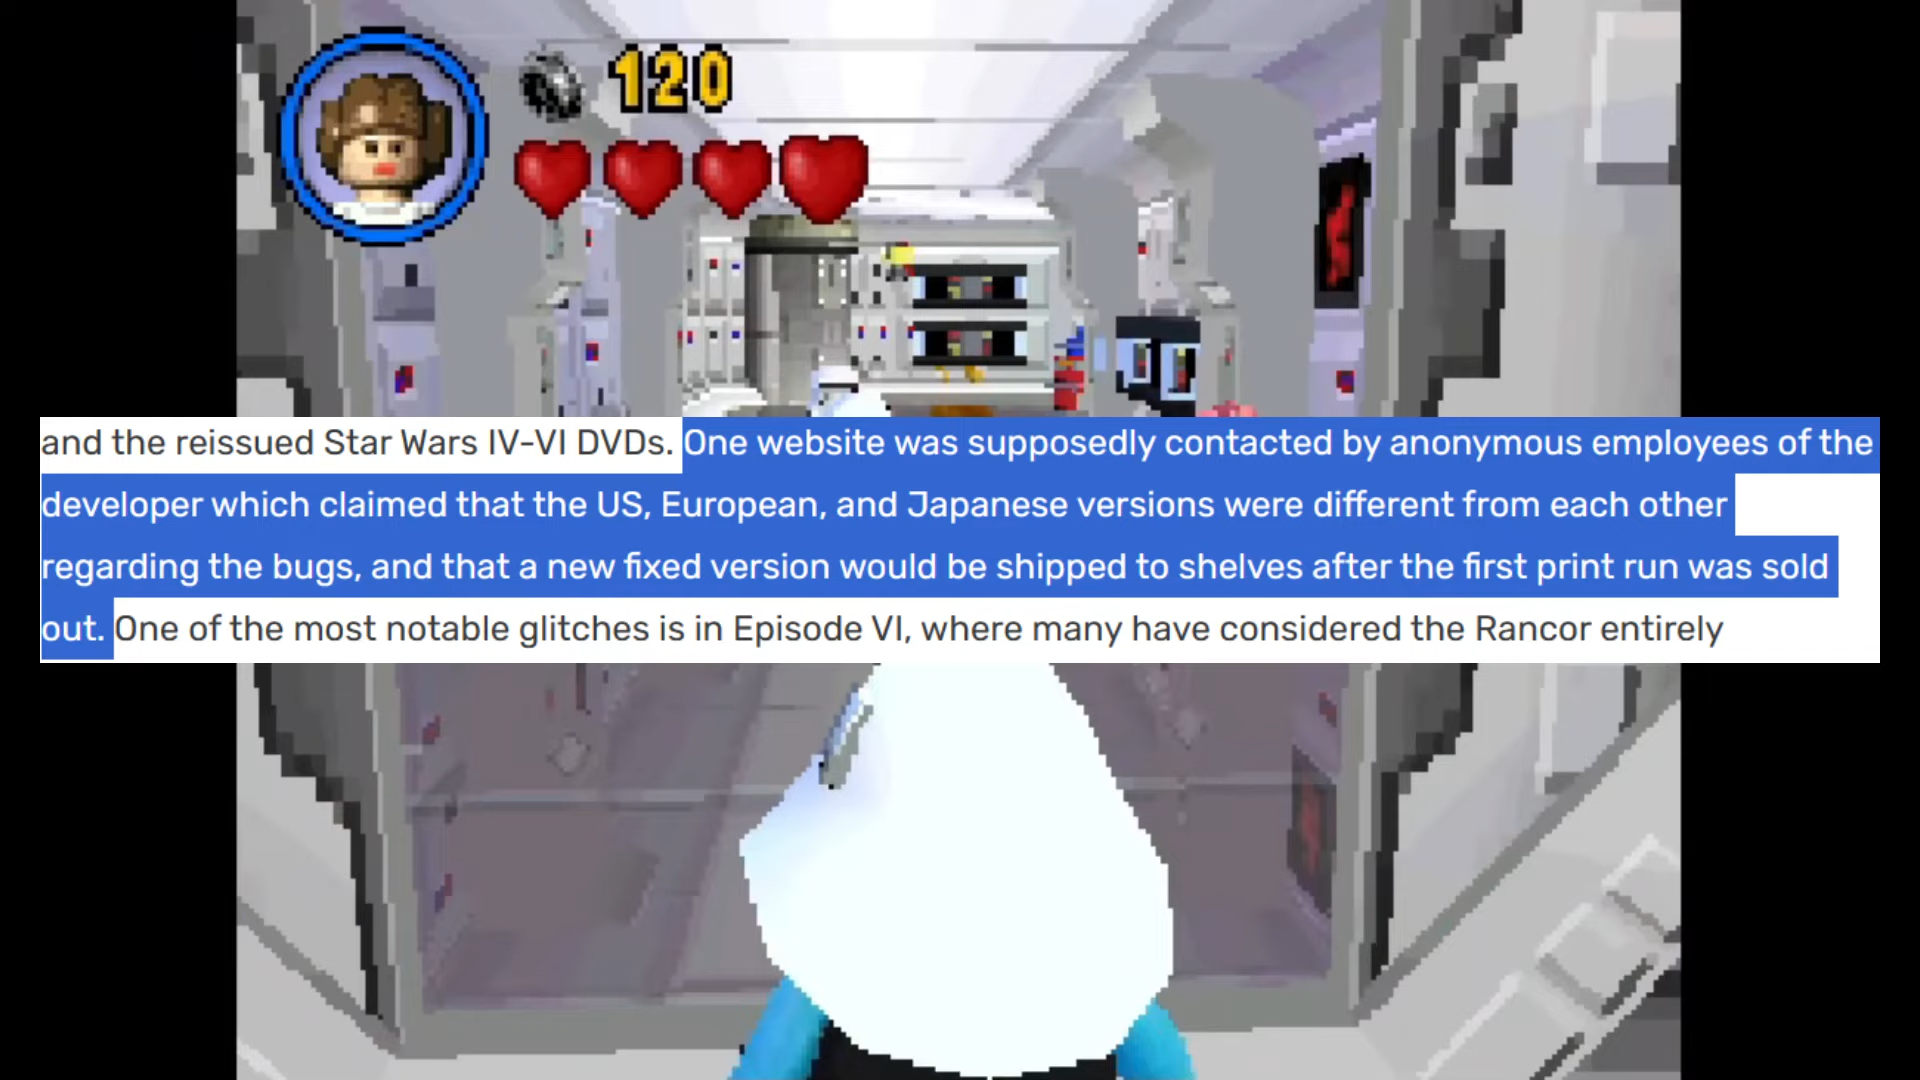 120
and the reissued Star Wars IV-VI DVDs. One website was supposedly contacted by anonymous employees of the
developer which claimed that the US, European, and Japanese versions were different from each other
regarding the bugs, and that a new fixed version would be shipped to shelves after the first print run was sold
out. One of the most notable glitches is in Episode VI, where many have considered the Rancor entirely